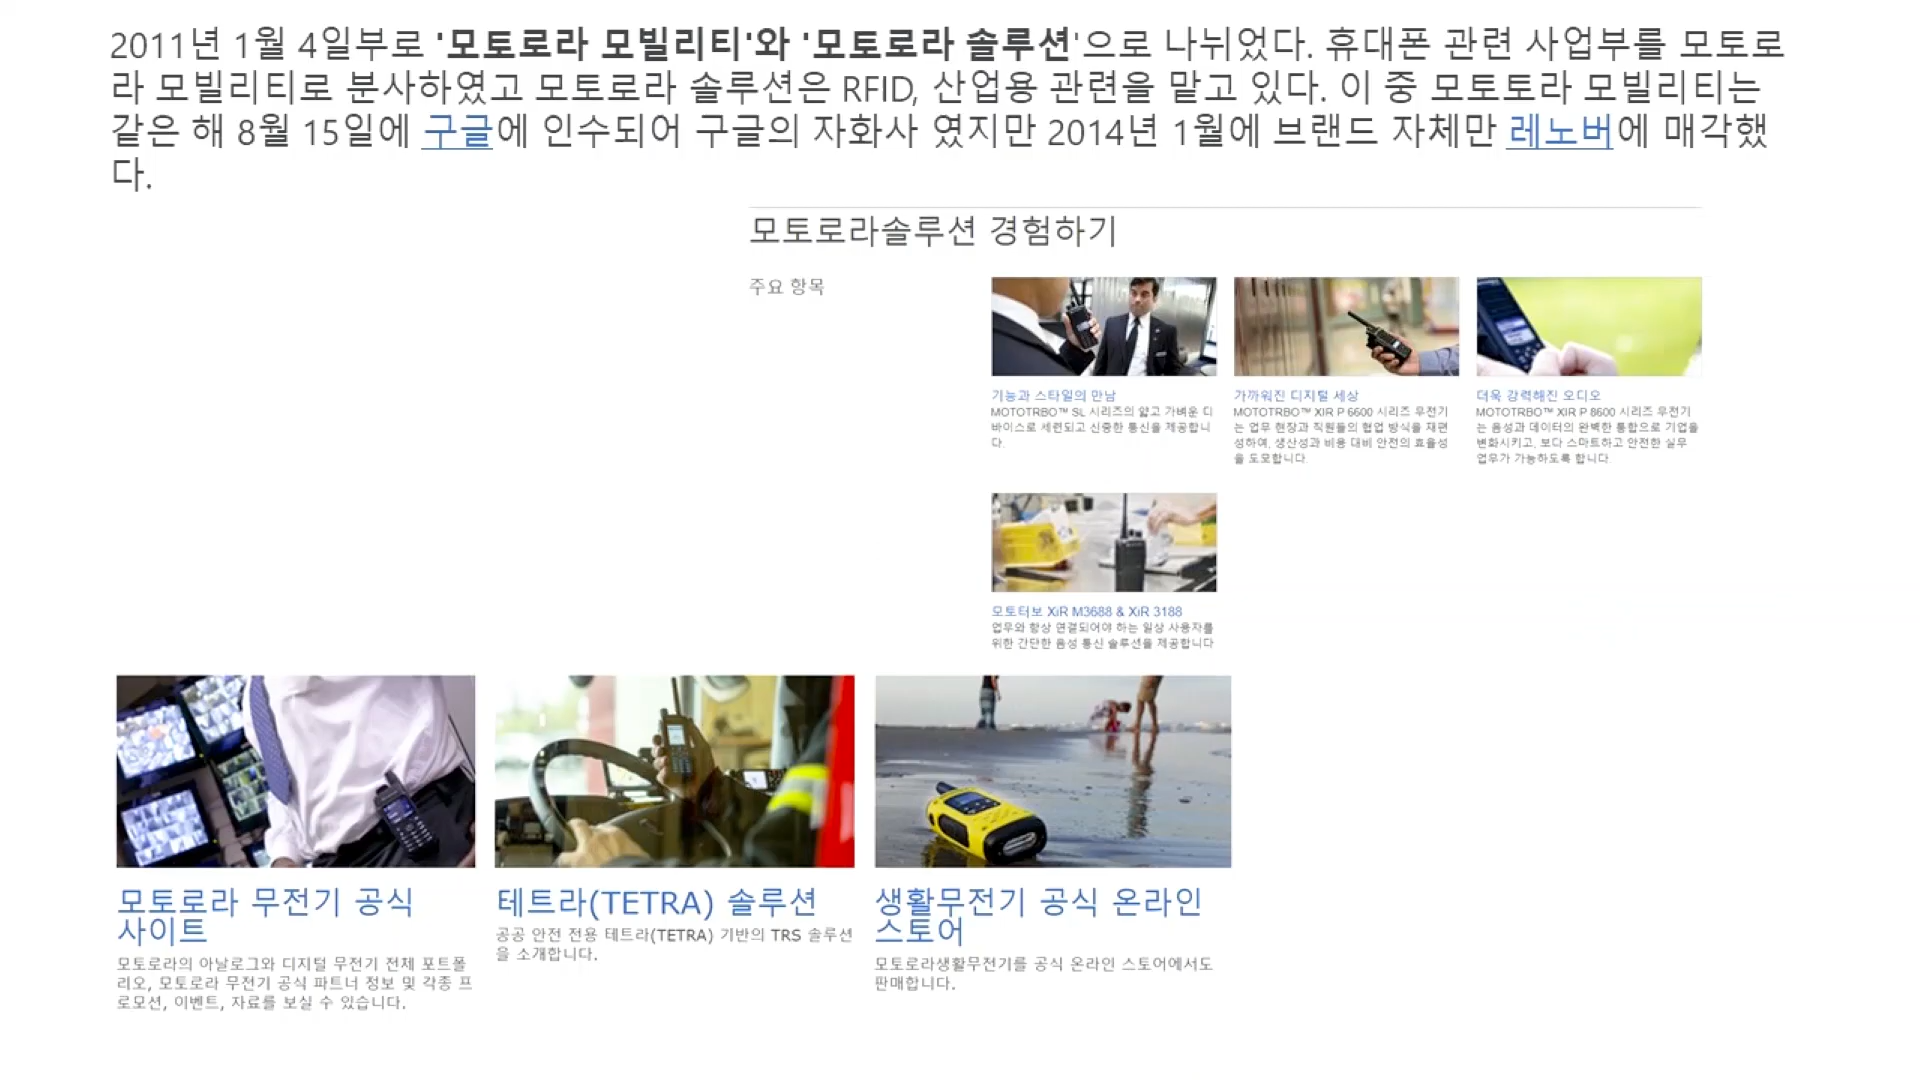 2011년 1월 4일부로 '모토로라 모빌리티'와 '모토로라 솔루션'으로 나뉘었다. 휴대폰 관련 사업부를 모토로
라 모빌리티로 분사하였고 모토로라 솔루션은 RFID, 산업용 관련을 맡고 있다. 이 중 모토토라 모빌리티는
같은 해 8월 15일에 구글에 인수되어 구글의 자화사 였지만 2014년 1월에 브랜드 자체만 레노버에 매각했
다.
모토로라솔루션 경험하기
주요 항목
기능과 스타일의 만남
MOTOTRBO™ SL 시리즈의 얇고 가벼운 디
바이스로 세련되고 신중한 통신을 제공합니
다.
가까워진 디지털 세상
MOTOTRBO™ XIR P 6600 시리즈 무전기
는 업무 현장과 직원들의 협업 방식을 재편
성하여, 생산성과 비용 대비 안전의 효율성
을 도모합니다.
더욱 강력해진 오디오
MOTOTRBO™ XIR P 8600 시리즈 무전기
는 음성과 데이터의 완벽한 통합으로 기업을
변화시키고, 보다 스마트하고 안전한 실무
업무가 가능하도록 합니다.
모토터보 XiR M3688 & XiR 3188
업무와 항상 연결되어야 하는 일상 사용자를
위한 간단한 음성 통신 솔루션을 제공합니다
모토로라 무전기 공식
사이트
모토로라의 아날로그와 디지털 무전기 전체 포트폴
리오, 모토로라 무전기 공식 파트너 정보 및 각종 프
로모션, 이벤트, 자료를 보실 수 있습니다.
테트라(TETRA) 솔루션
공공 안전 전용 테트라(TETRA) 기반의 TRS 솔루션
을 소개합니다.
생활무전기 공식 온라인
스토어
모토로라생활무전기를 공식 온라인 스토어에서도
판매합니다.